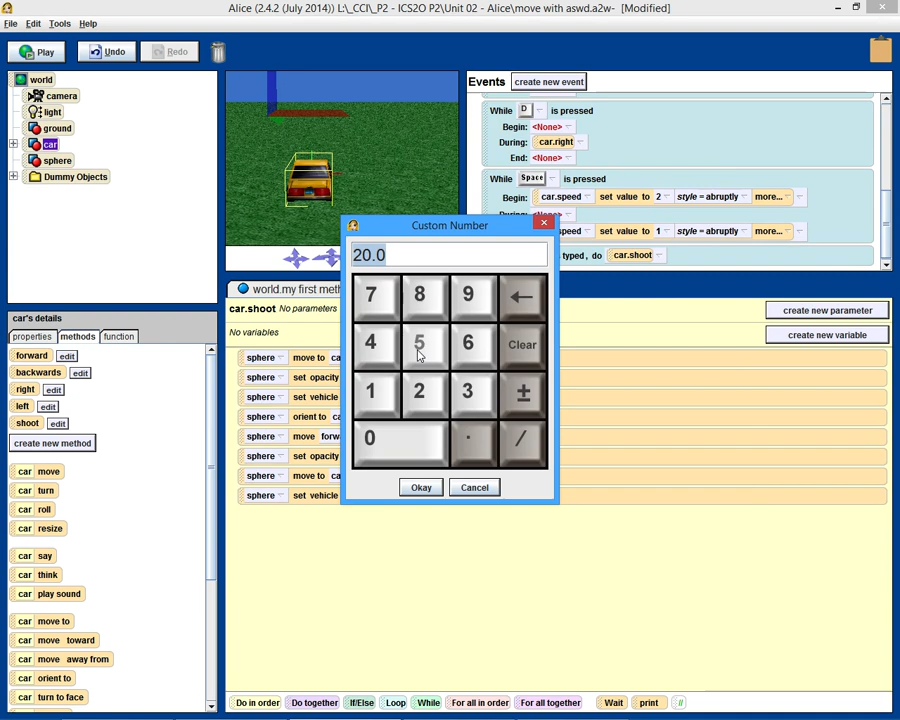 Alice (2.4.2 (July 2014)) L:\_CCI\_P2 - ICS2O P2\Unit 02 - Alice\move with aswd.a2w- [Modified]
File Edit Tools Help
Play Undo Redo
world
camera
light
ground
car
sphere
Dummy Objects
Events create new event
While D is pressed
Begin: <None>
During: car.right
End: <None>
While Space is pressed
Begin: car.speed set value to 2 style = abruptly more...
During: <None>
speed set value to 1 style = abruptly more...
typed, do car.shoot
Custom Number
20.0
7 8 9 ←
4 5 6 Clear
1 2 3 ±
0 . /
Okay Cancel
car's details
properties methods function
forward edit
backwards edit
right edit
left edit
shoot edit
create new method
car move
car turn
car roll
car resize
car say
car think
car play sound
car move to
car move toward
car move away from
car orient to
car turn to face
world.my first meth
car.shoot No parameters create new parameter
No variables create new variable
sphere move to ca
sphere set opacity
sphere set vehicle
sphere orient to ca
sphere move forw
sphere set opacity
sphere move to ca
sphere set vehicle
Do in order Do together If/Else Loop While For all in order For all together Wait print //